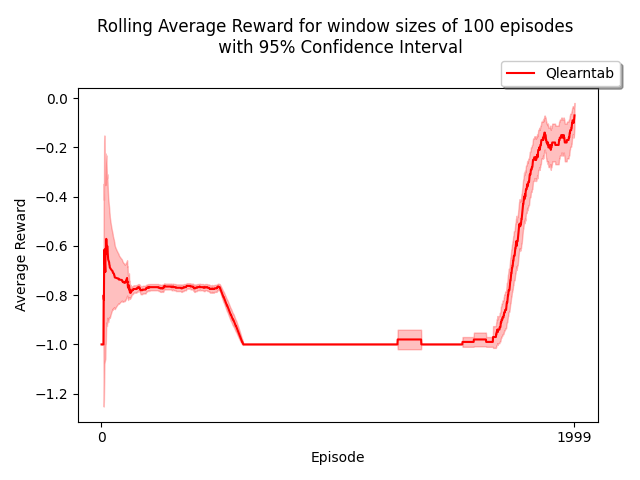 Rolling Average Reward for window sizes of 100 episodes
with 95% Confidence Interval
Qlearntab
0.0
−0.2
−0.4
−0.6
−0.8
−1.0
−1.2
Average Reward
0 1999
Episode